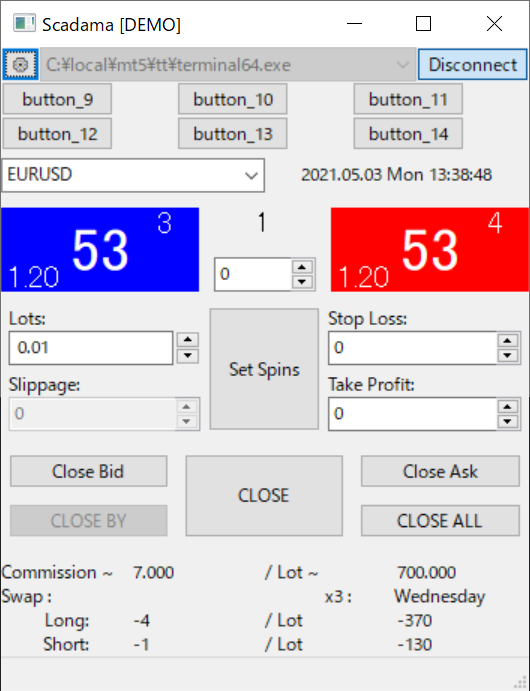 Scadama [DEMO]
C:¥local¥mt5¥tt¥terminal64.exe Disconnect
button_9 button_10 button_11
button_12 button_13 button_14
EURUSD 2021.05.03 Mon 13:38:48
1.20 53 3 1 1.20 53 4
0
Lots: Stop Loss:
0.01 Set Spins 0
Slippage: Take Profit:
0 0
Close Bid CLOSE Close Ask
CLOSE BY CLOSE ALL
Commission ~ 7.000 / Lot ~ 700.000
Swap : x3 : Wednesday
Long: -4 / Lot -370
Short: -1 / Lot -130